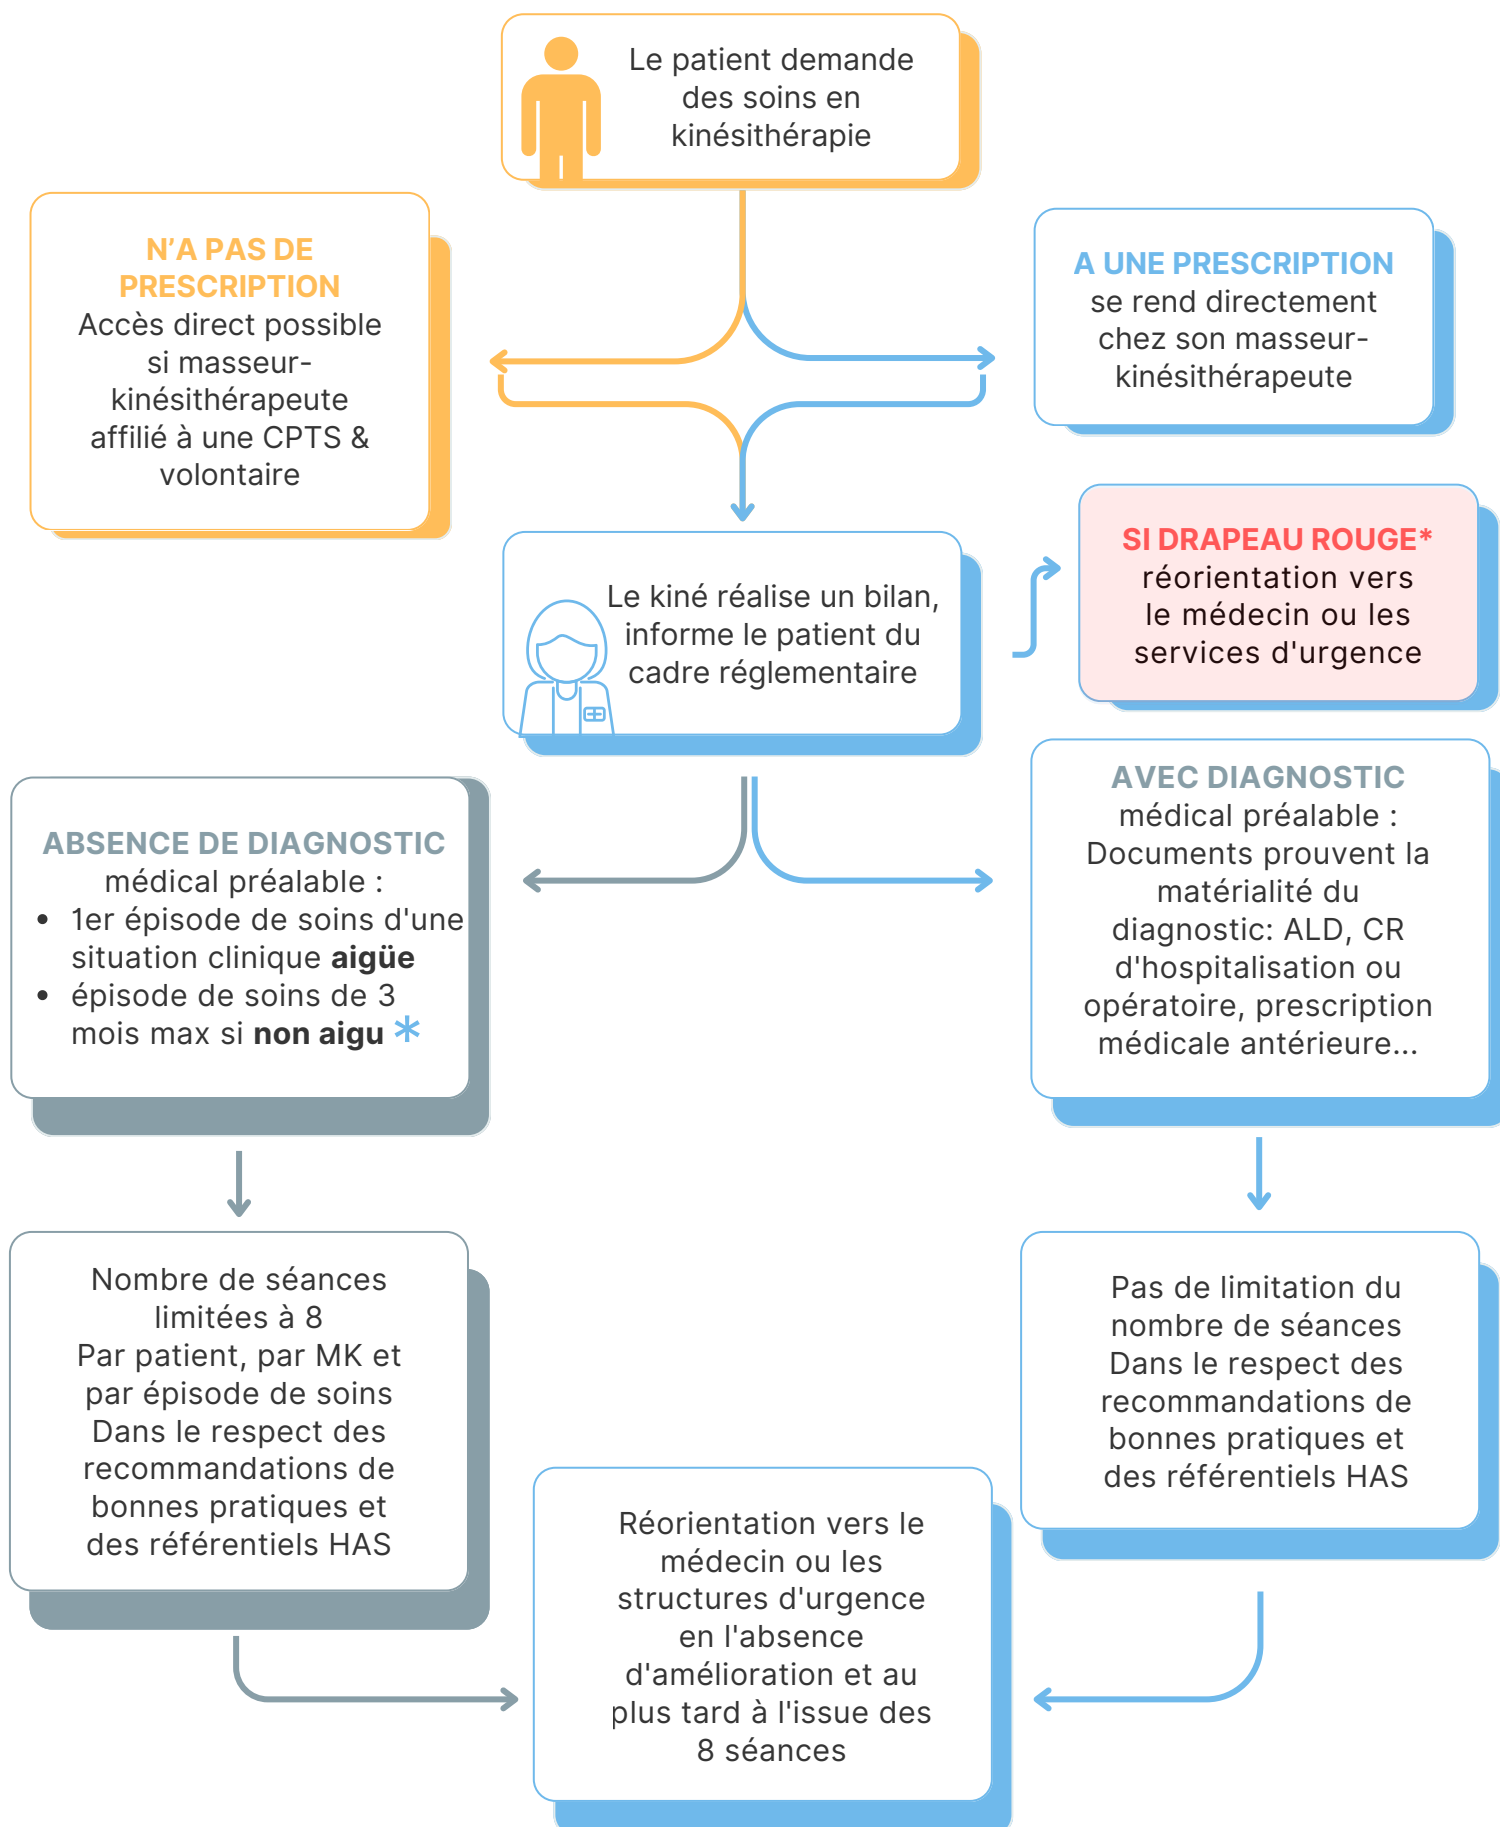 Le patient demande
des soins en
kinésithérapie
N'A PAS DE
PRESCRIPTION
Accès direct possible
si masseur-
kinésithérapeute
affilié à une CPTS &
volontaire
A UNE PRESCRIPTION
se rend directement
chez son masseur-
kinésithérapeute
Le kiné réalise un bilan,
informe le patient du
cadre réglementaire
SI DRAPEAU ROUGE*
réorientation vers
le médecin ou les
services d'urgence
ABSENCE DE DIAGNOSTIC
médical préalable :
• 1er épisode de soins d'une
situation clinique aigüe
• épisode de soins de 3
mois max si non aigu *
AVEC DIAGNOSTIC
médical préalable :
Documents prouvent la
matérialité du
diagnostic: ALD, CR
d'hospitalisation ou
opératoire, prescription
médicale antérieure...
Nombre de séances
limitées à 8
Par patient, par MK et
par épisode de soins
Dans le respect des
recommandations de
bonnes pratiques et
des référentiels HAS
Pas de limitation du
nombre de séances
Dans le respect des
recommandations de
bonnes pratiques et
des référentiels HAS
Réorientation vers le
médecin ou les
structures d'urgence
en l'absence
d'amélioration et au
plus tard à l'issue des
8 séances